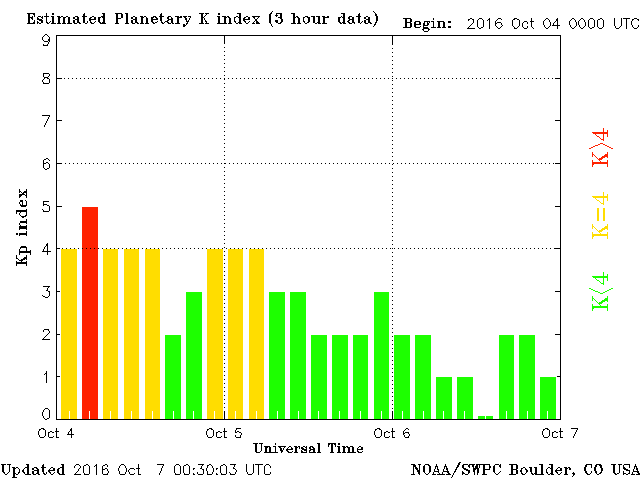 Estimated Planetary K index (3 hour data) Begin: 2016 Oct 04 0000 UTC
9
8
7
6
5
4
3
2
1
0
Kp index
K>4
K=4
K<4
Oct 4 Oct 5 Oct 6 Oct 7
Universal Time
Updated 2016 Oct 7 00:30:03 UTC NOAA/SWPC Boulder, CO USA